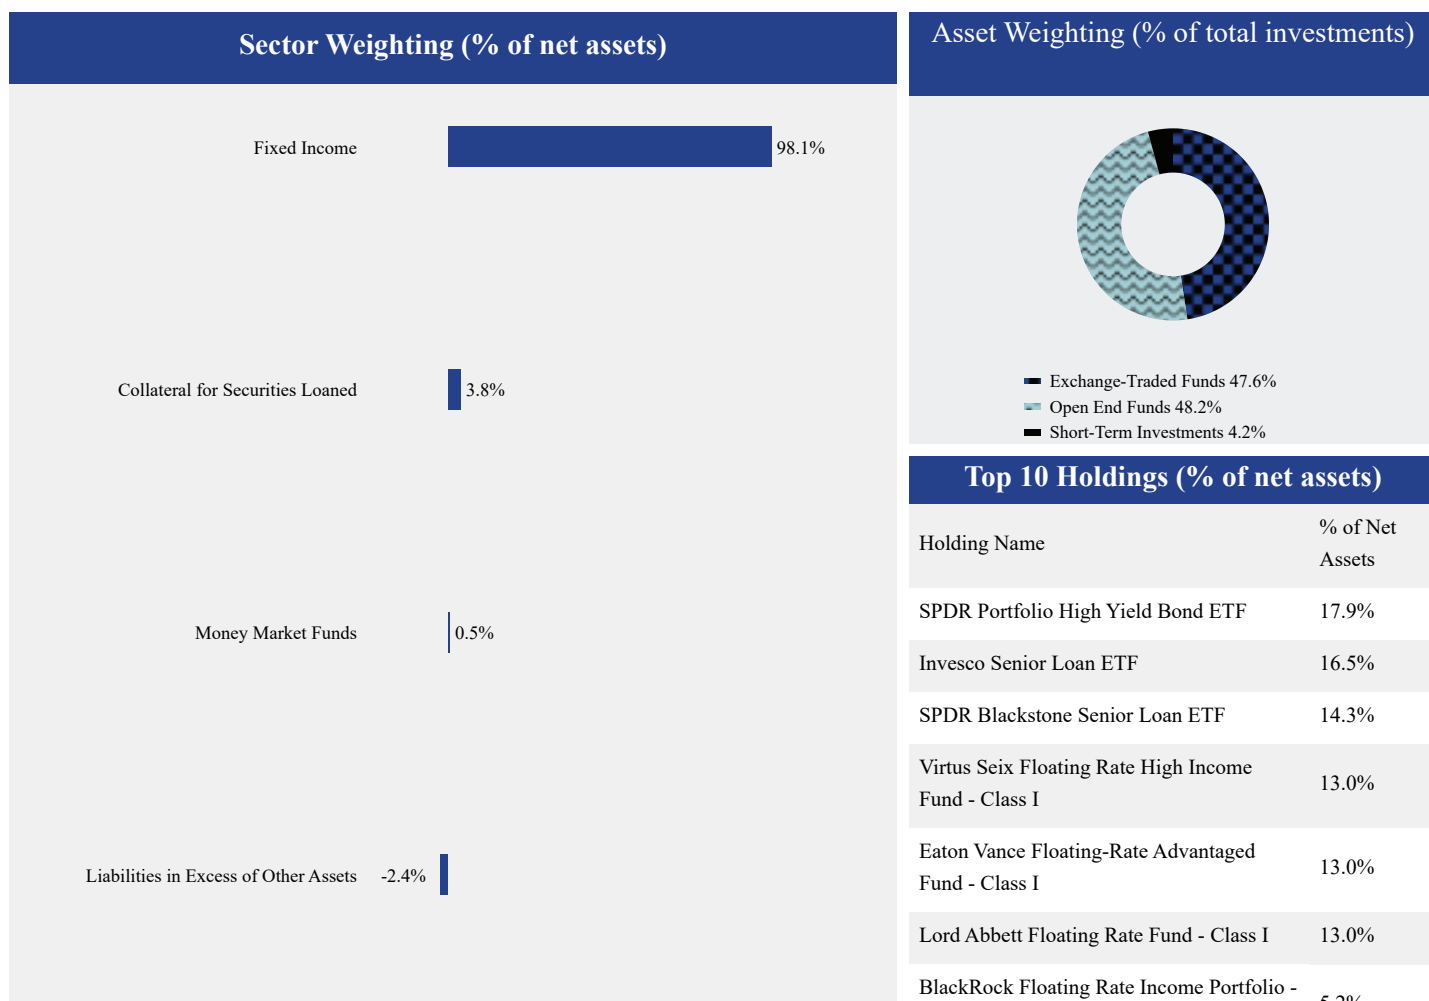 Sector Weighting (% of net assets)
Fixed Income
98.1%
Collateral for Securities Loaned
3.8%
Money Market Funds
0.5%
Liabilities in Excess of Other Assets
-2.4%
Asset Weighting (% of total investments)
Exchange-Traded Funds 47.6%
Open End Funds 48.2%
Short-Term Investments 4.2%
Top 10 Holdings (% of net assets)
Holding Name
% of Net
Assets
SPDR Portfolio High Yield Bond ETF
17.9%
Invesco Senior Loan ETF
16.5%
SPDR Blackstone Senior Loan ETF
14.3%
Virtus Seix Floating Rate High Income
Fund - Class I
13.0%
Eaton Vance Floating-Rate Advantaged
Fund - Class I
13.0%
Lord Abbett Floating Rate Fund - Class I
13.0%
BlackRock Floating Rate Income Portfolio -